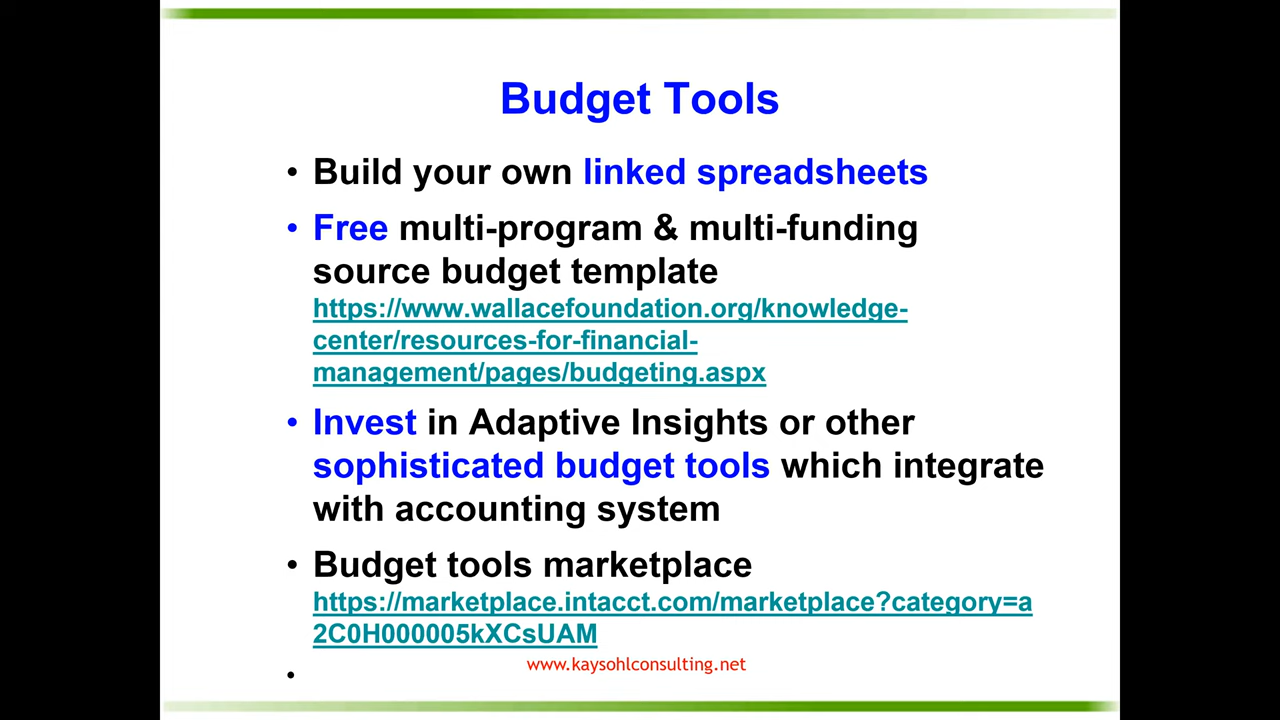 Budget Tools
• Build your own linked spreadsheets
• Free multi-program & multi-funding
source budget template
https://www.wallacefoundation.org/knowledge-
center/resources-for-financial-
management/pages/budgeting.aspx
• Invest in Adaptive Insights or other
sophisticated budget tools which integrate
with accounting system
• Budget tools marketplace
https://marketplace.intacct.com/marketplace?category=a
2C0H000005kXCsUAM
www.kaysohlconsulting.net
•